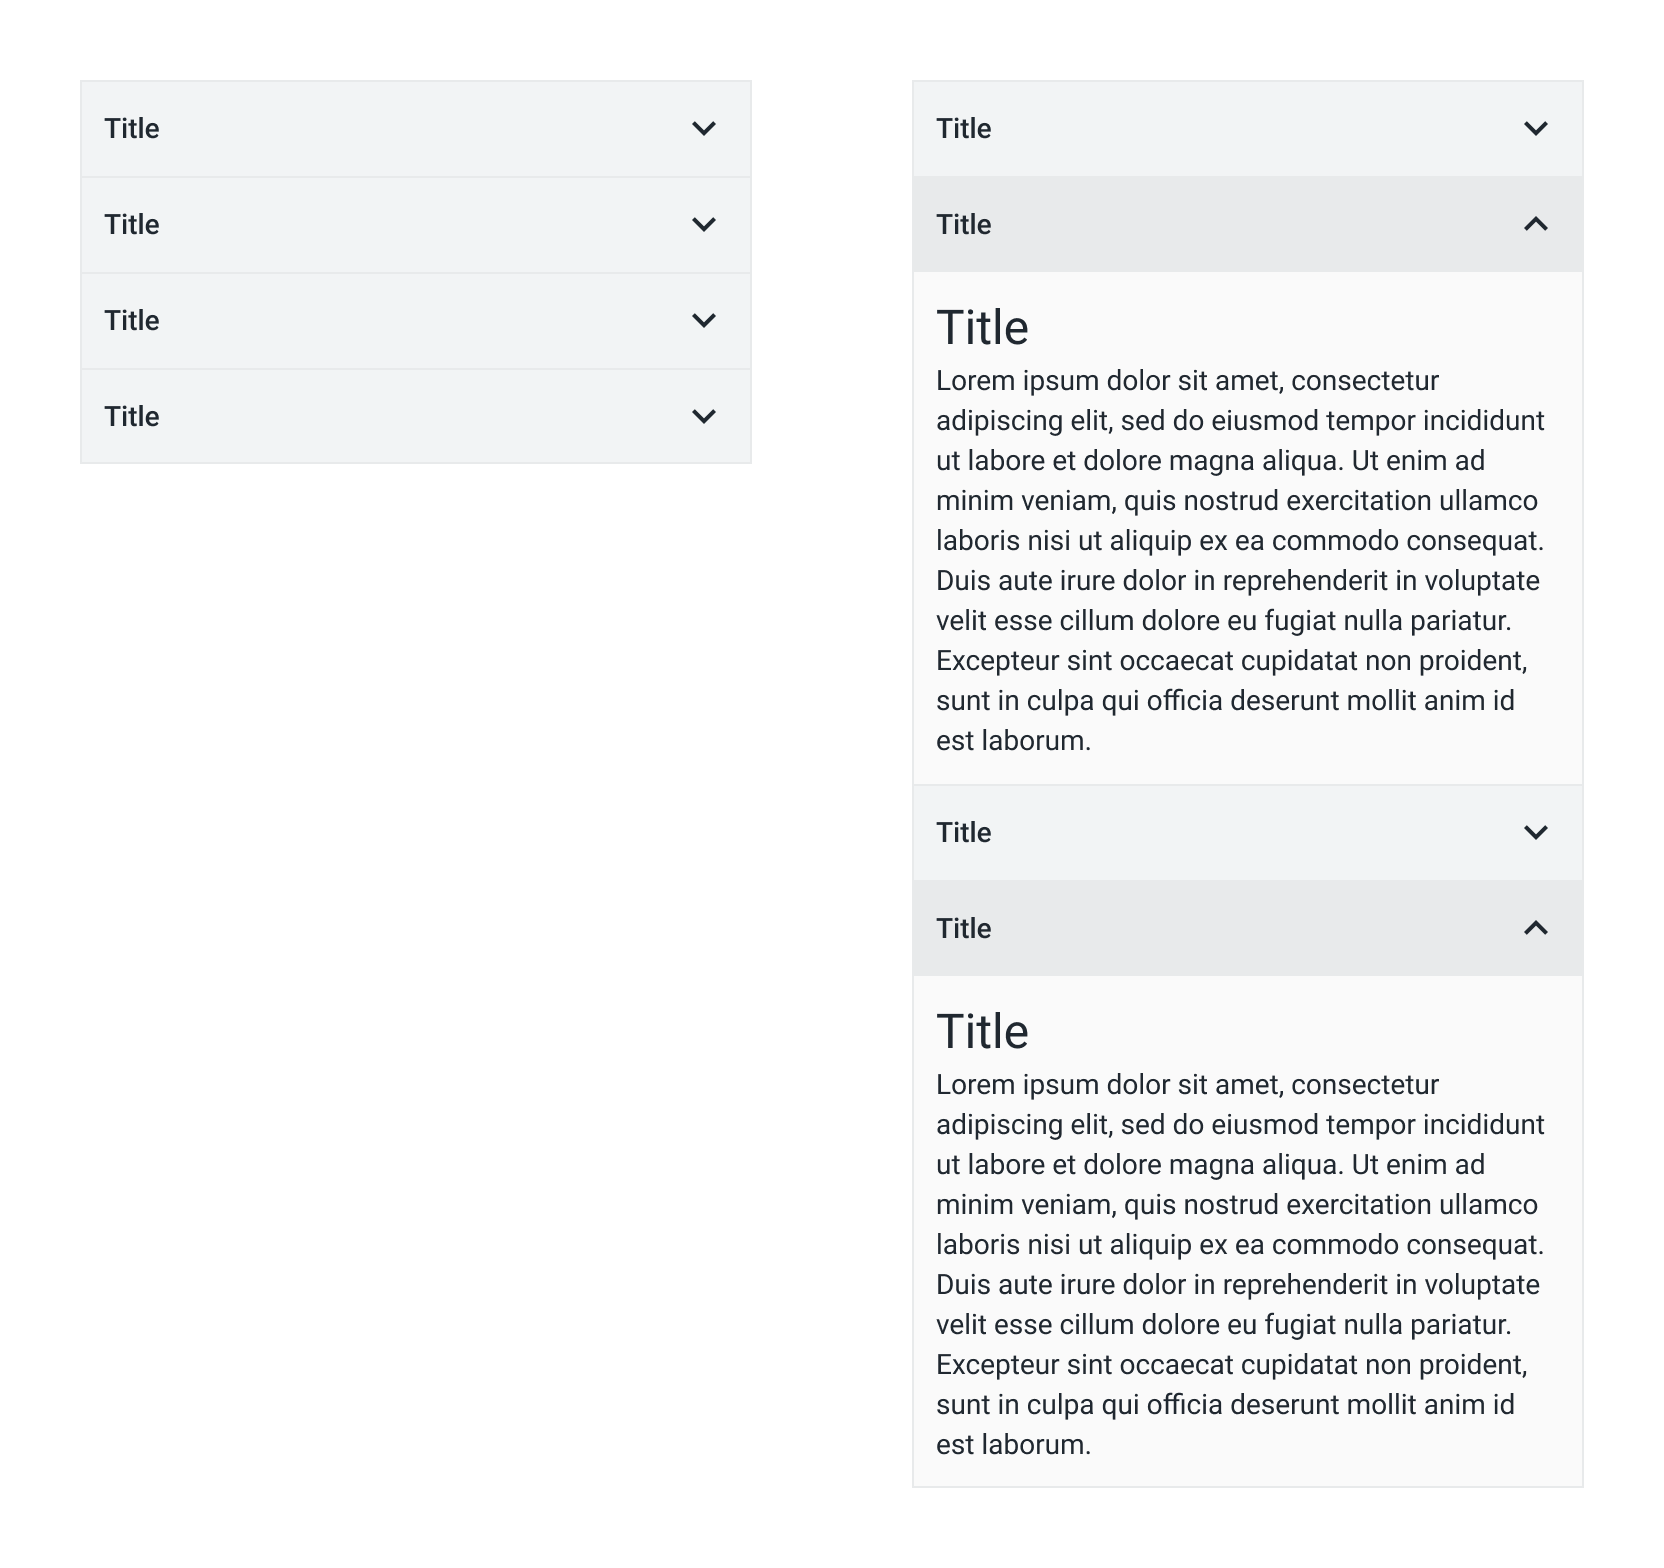 Title
Title
Title
Title
Title
Title
Title
Lorem ipsum dolor sit amet, consectetur
adipiscing elit, sed do eiusmod tempor incididunt
ut labore et dolore magna aliqua. Ut enim ad
minim veniam, quis nostrud exercitation ullamco
laboris nisi ut aliquip ex ea commodo consequat.
Duis aute irure dolor in reprehenderit in voluptate
velit esse cillum dolore eu fugiat nulla pariatur.
Excepteur sint occaecat cupidatat non proident,
sunt in culpa qui officia deserunt mollit anim id
est laborum.
Title
Title
Title
Lorem ipsum dolor sit amet, consectetur
adipiscing elit, sed do eiusmod tempor incididunt
ut labore et dolore magna aliqua. Ut enim ad
minim veniam, quis nostrud exercitation ullamco
laboris nisi ut aliquip ex ea commodo consequat.
Duis aute irure dolor in reprehenderit in voluptate
velit esse cillum dolore eu fugiat nulla pariatur.
Excepteur sint occaecat cupidatat non proident,
sunt in culpa qui officia deserunt mollit anim id
est laborum.